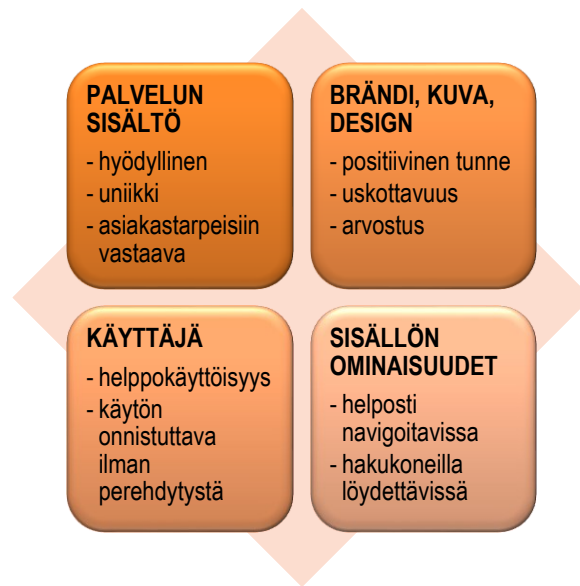 PALVELUN
SISÄLTÖ
- hyödyllinen
- uniikki
- asiakastarpeisiin
vastaava
BRÄNDI, KUVA,
DESIGN
- positiivinen tunne
- uskottavuus
- arvostus
KÄYTTÄJÄ
- helppokäyttöisyys
- käytön
onnistuttava
ilman
perehdytystä
SISÄLLÖN
OMINAISUUDET
- helposti
navigoitavissa
- hakukoneilla
löydettävissä